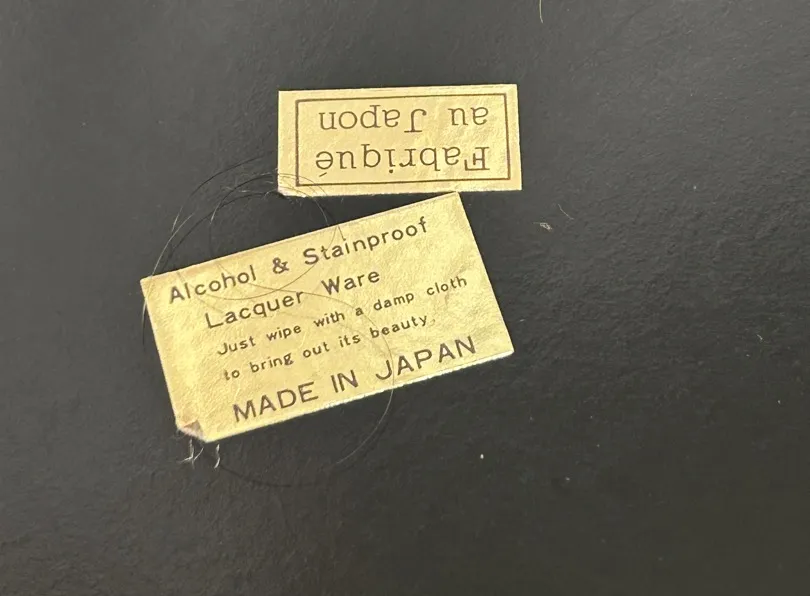 Fabriqué
au Japon
Alcohol & Stainproof
Lacquer Ware
Just wipe with a damp cloth
to bring out its beauty.
MADE IN JAPAN